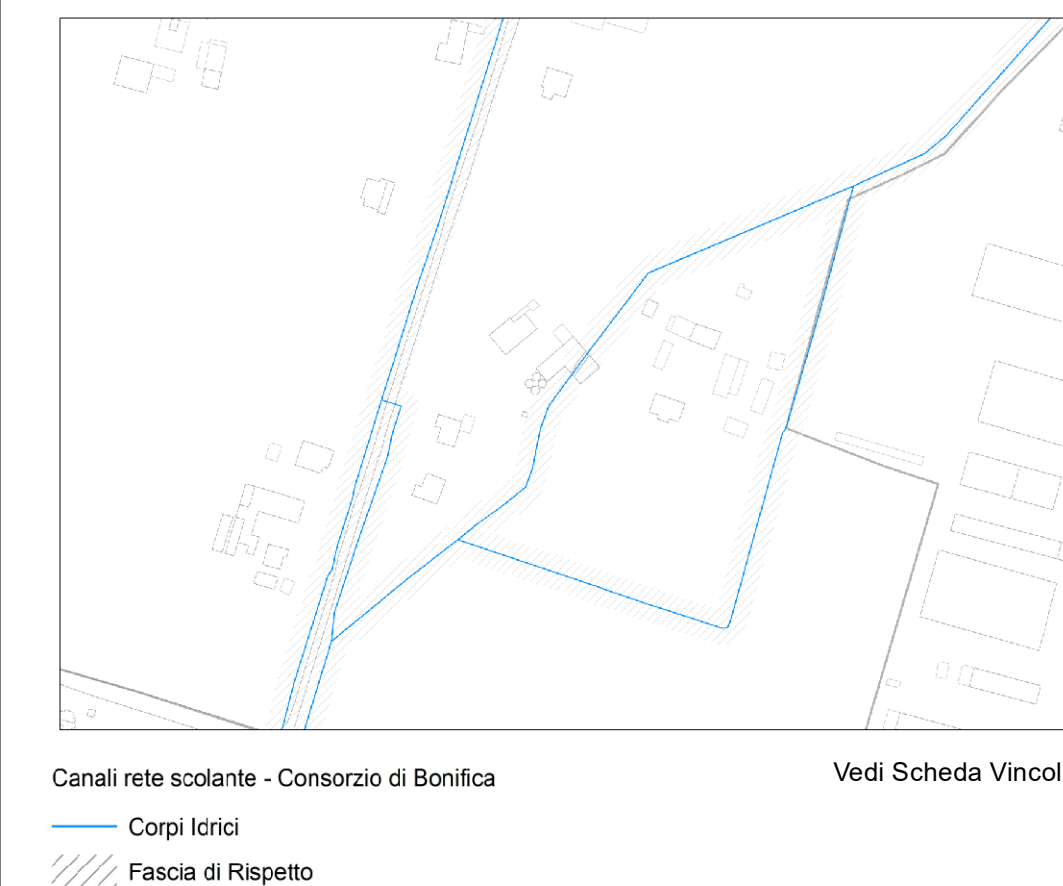 Canali rete scolante - Consorzio di Bonifica
Vedi Scheda Vincol
Corpi Idrici
Fascia di Rispetto